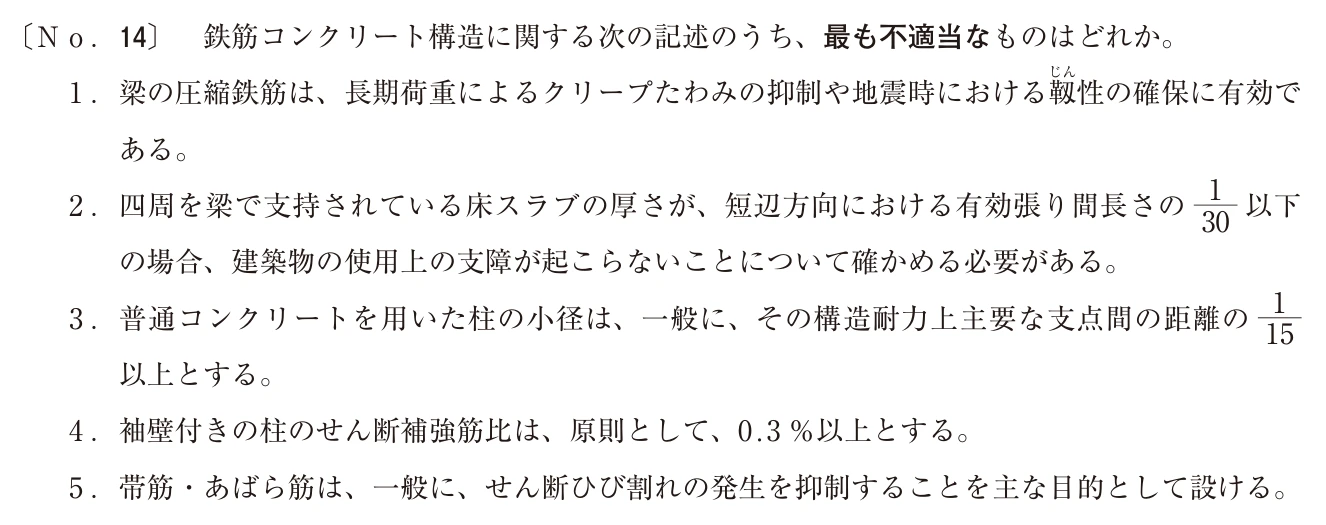 〔Ｎｏ．14〕　鉄筋コンクリート構造に関する次の記述のうち、最も不適当なものはどれか。
１．梁の圧縮鉄筋は、長期荷重によるクリープたわみの抑制や地震時における靱じん性の確保に有効で
ある。
２．四周を梁で支持されている床スラブの厚さが、短辺方向における有効張り間長さの1/30以下
の場合、建築物の使用上の支障が起こらないことについて確かめる必要がある。
３．普通コンクリートを用いた柱の小径は、一般に、その構造耐力上主要な支点間の距離の1/15
以上とする。
４．袖壁付きの柱のせん断補強筋比は、原則として、0.3％以上とする。
５．帯筋・あばら筋は、一般に、せん断ひび割れの発生を抑制することを主な目的として設ける。